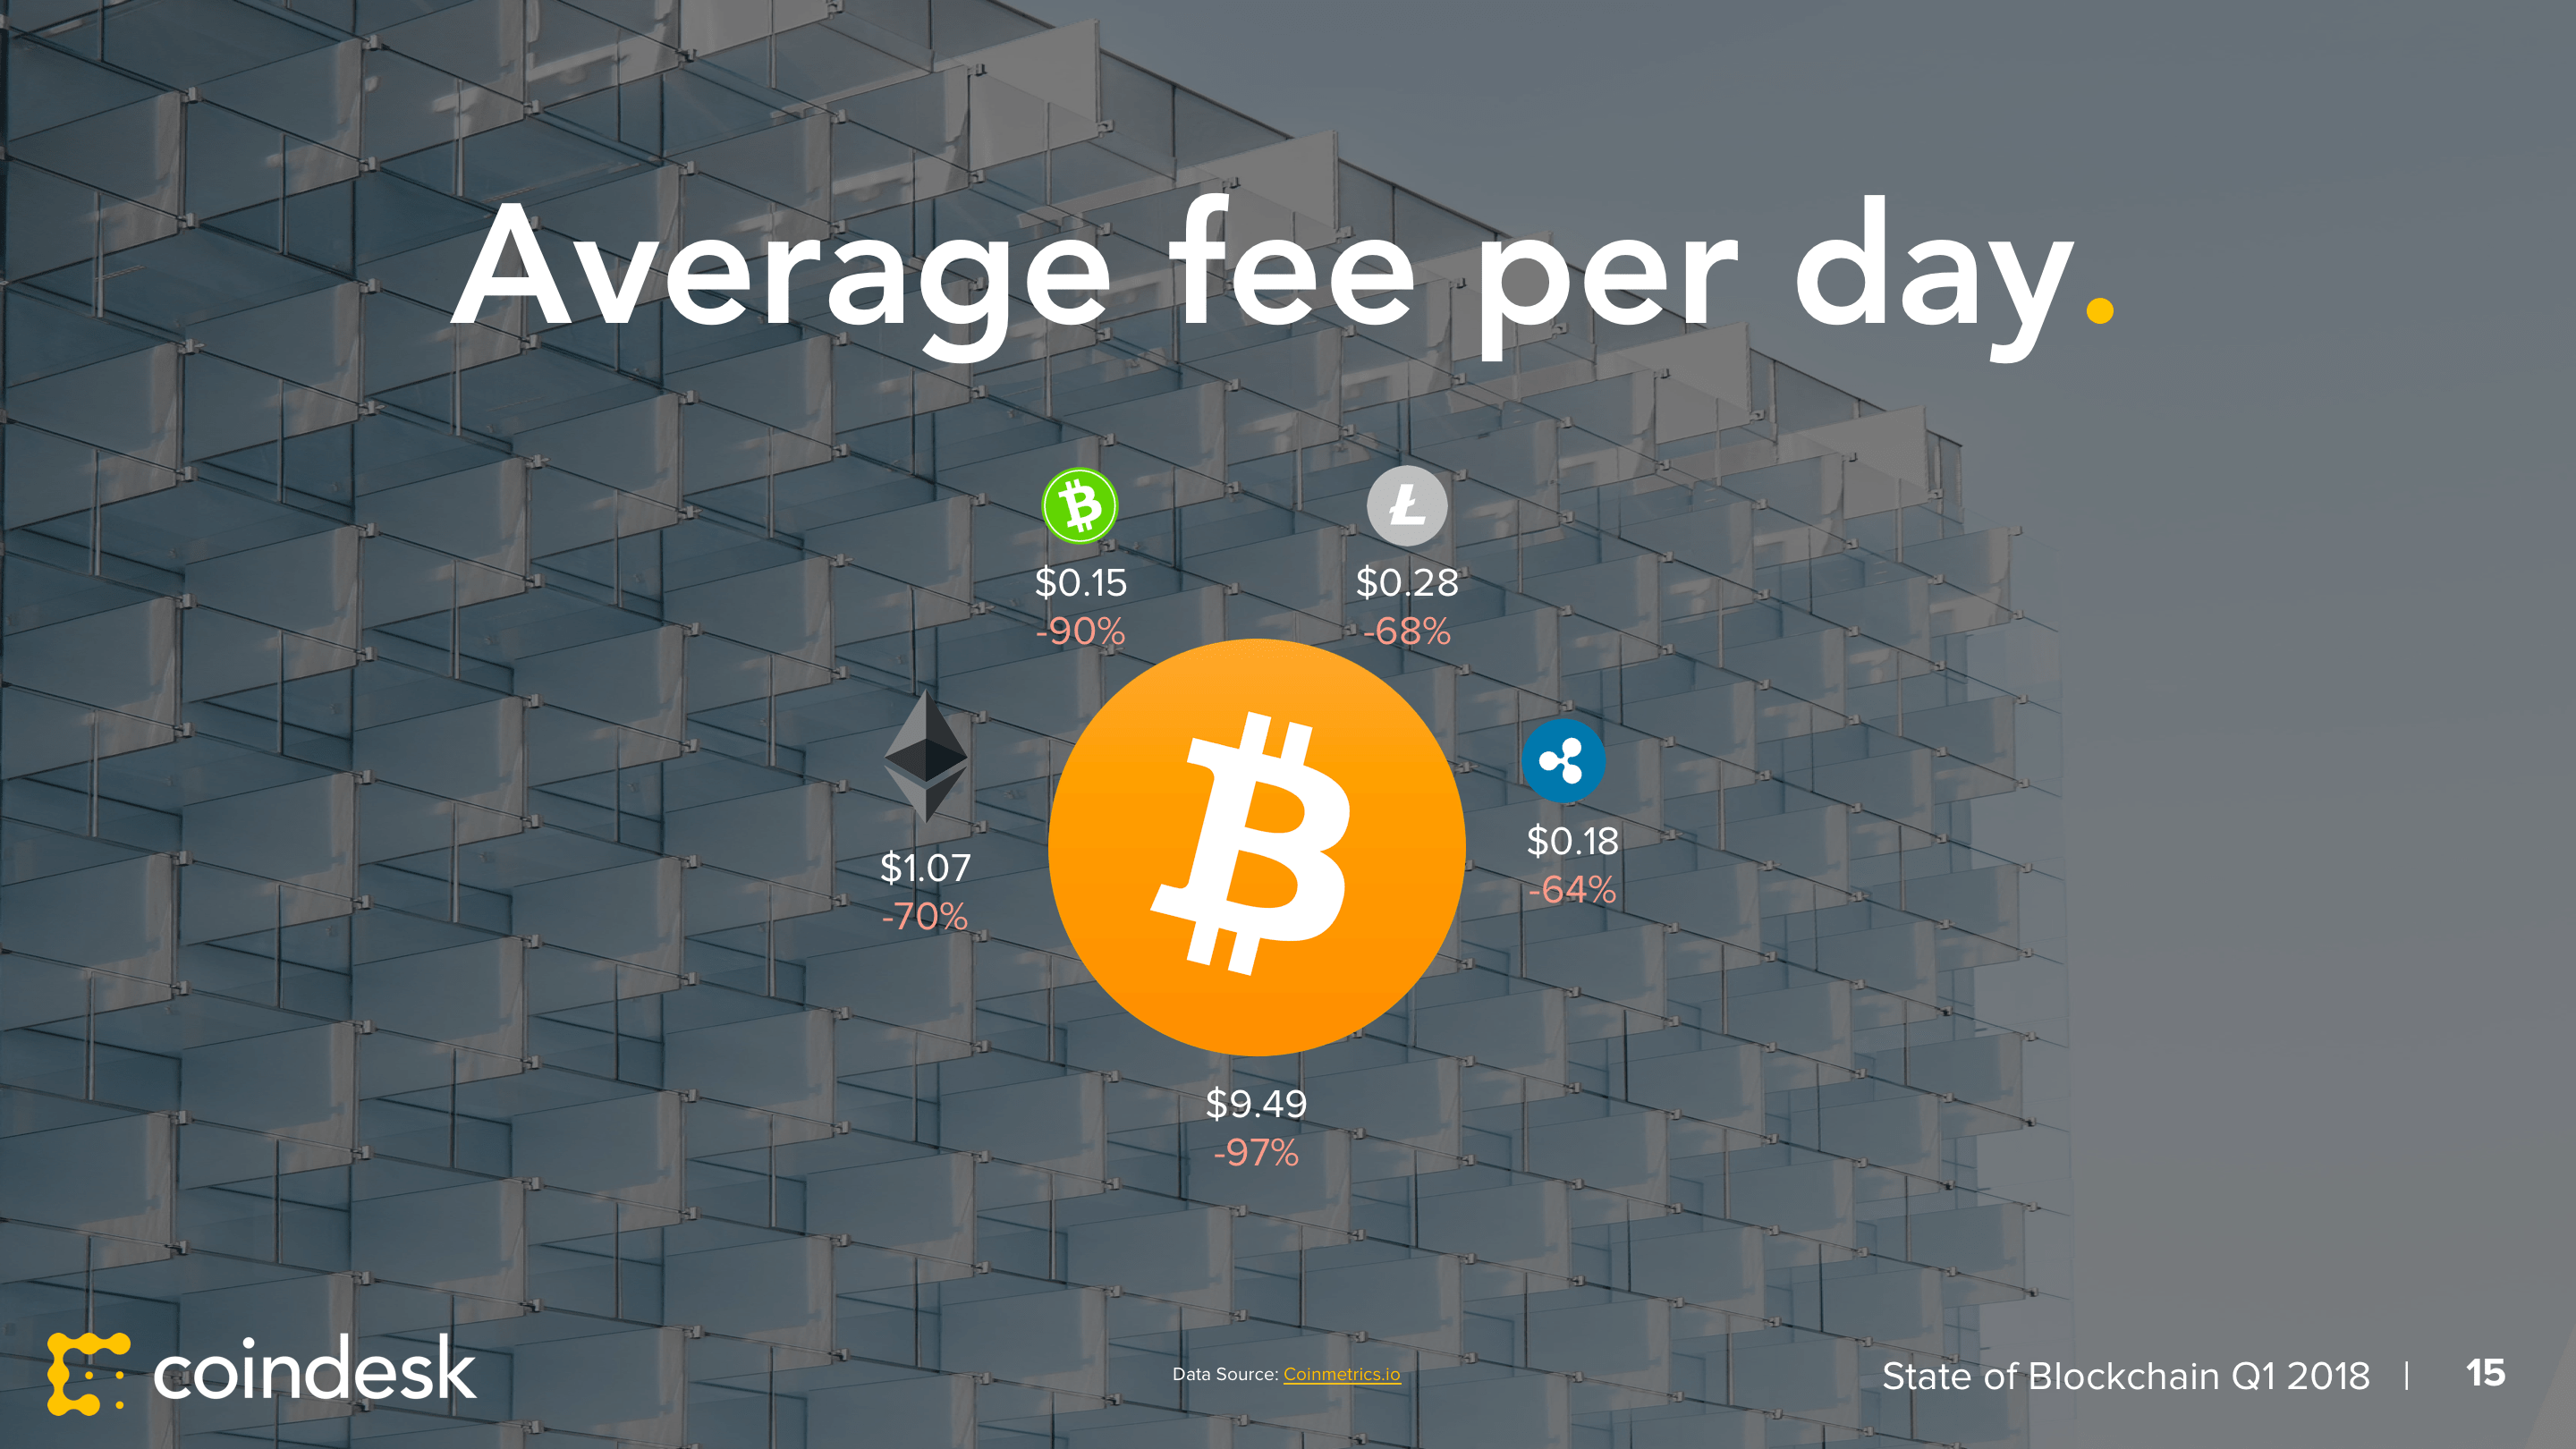 Average fee per day.
$0.15
-90%
$0.28
-68%
$1.07
-70%
$0.18
-64%
$9.49
-97%
coindesk
Data Source: Coinmetrics.io
State of Blockchain Q1 2018 | 15